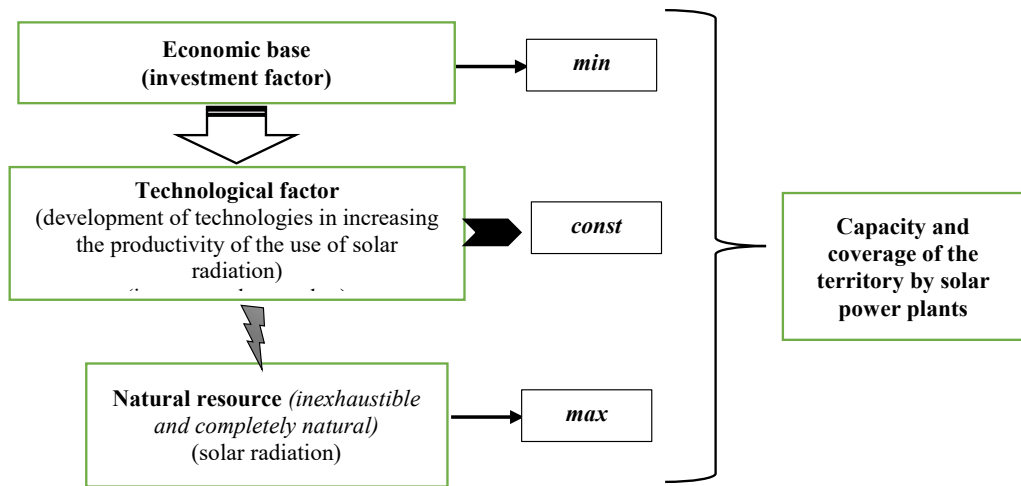 Economic base
(investment factor)
min
Technological factor
(development of technologies in increasing
the productivity of the use of solar
radiation)
const
Natural resource (inexhaustible
and completely natural)
(solar radiation)
max
Capacity and
coverage of the
territory by solar
power plants